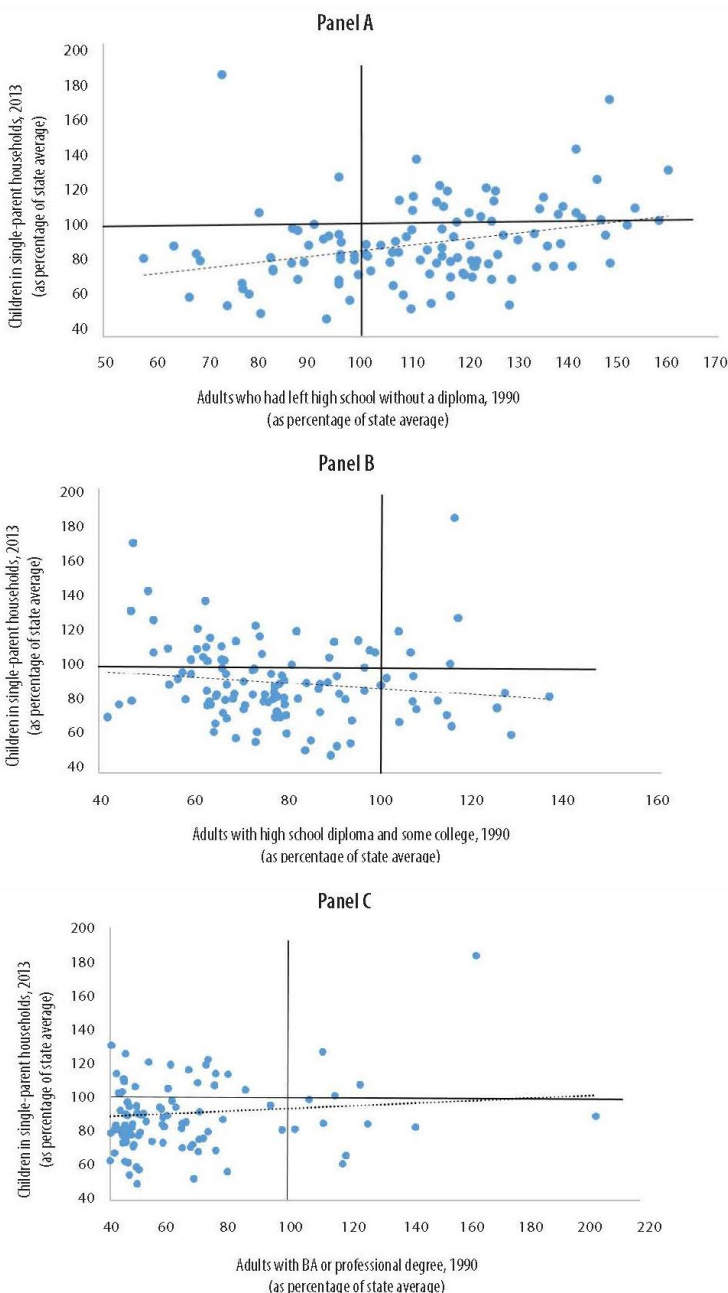 Panel A
200
180
160
140
120
100
80
60
40
Children in single-parent households, 2013
(as percentage of state average)
50 60 70 80 90 100 110 120 130 140 150 160 170
Adults who had left high school without a diploma, 1990
(as percentage of state average)
Panel B
200
180
160
140
120
100
80
60
40
Children in single-parent households, 2013
(as percentage of state average)
40 60 80 100 120 140 160
Adults with high school diploma and some college, 1990
(as percentage of state average)
Panel C
200
180
160
140
120
100
80
60
40
Children in single-parent households, 2013
(as percentage of state average)
40 60 80 100 120 140 160 180 200 220
Adults with BA or professional degree, 1990
(as percentage of state average)